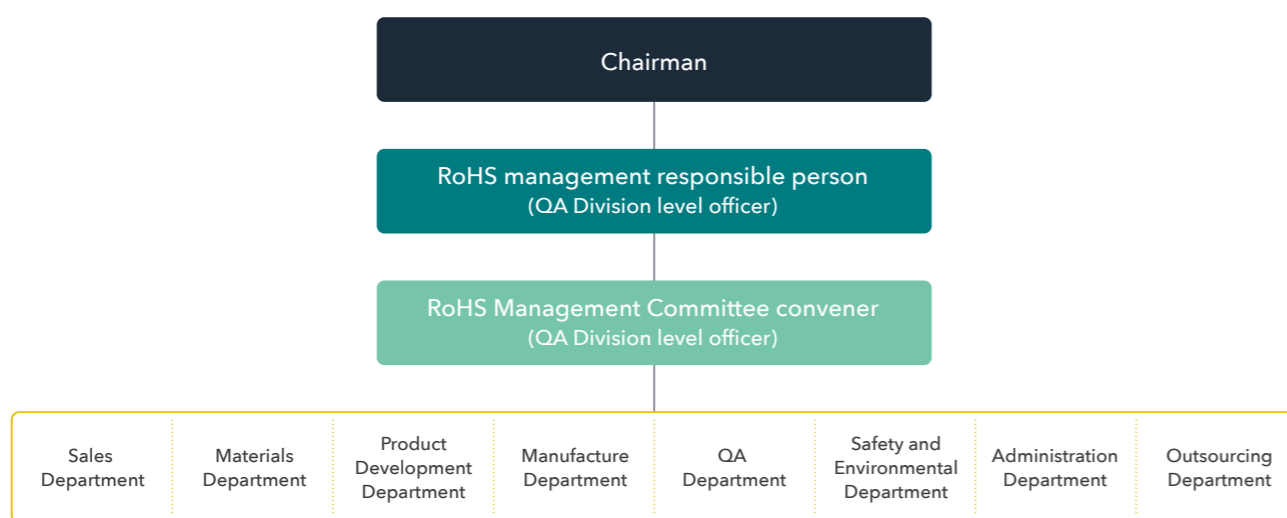 Chairman
RoHS management responsible person
(QA Division level officer)
RoHS Management Committee convener
(QA Division level officer)
Sales
Department
Materials
Department
Product
Development
Department
Manufacture
Department
QA
Department
Safety and
Environmental
Department
Administration
Department
Outsourcing
Department